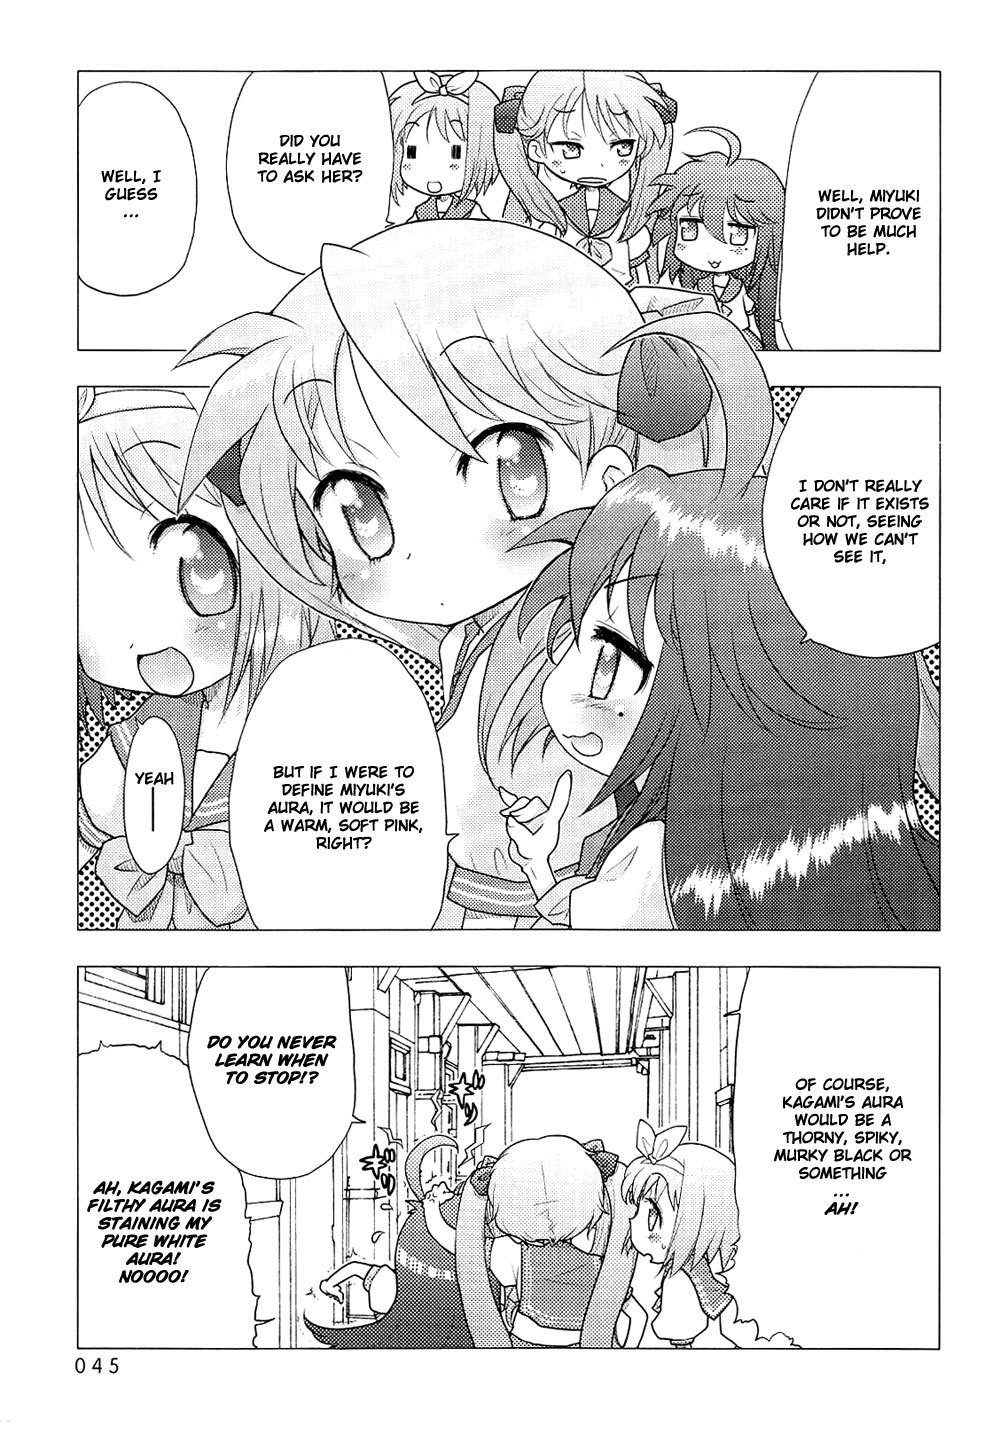 WELL, MIYUKI
DIDN'T PROVE
TO BE MUCH
HELP.
DID YOU
REALLY HAVE
TO ASK HER?
WELL, I
GUESS
...
I DON'T REALLY
CARE IF IT EXISTS
OR NOT, SEEING
HOW WE CAN'T
SEE IT,
BUT IF I WERE TO
DEFINE MIYUKI'S
AURA, IT WOULD BE
A WARM, SOFT PINK,
RIGHT?
YEAH
—
OF COURSE,
KAGAMI'S AURA
WOULD BE A
THORNY, SPIKY,
MURKY BLACK OR
SOMETHING
...
AH!
DO YOU NEVER
LEARN WHEN
TO STOP!?
AH, KAGAMI'S
FILTHY AURA IS
STAINING MY
PURE WHITE
AURA!
NOOOO!
045